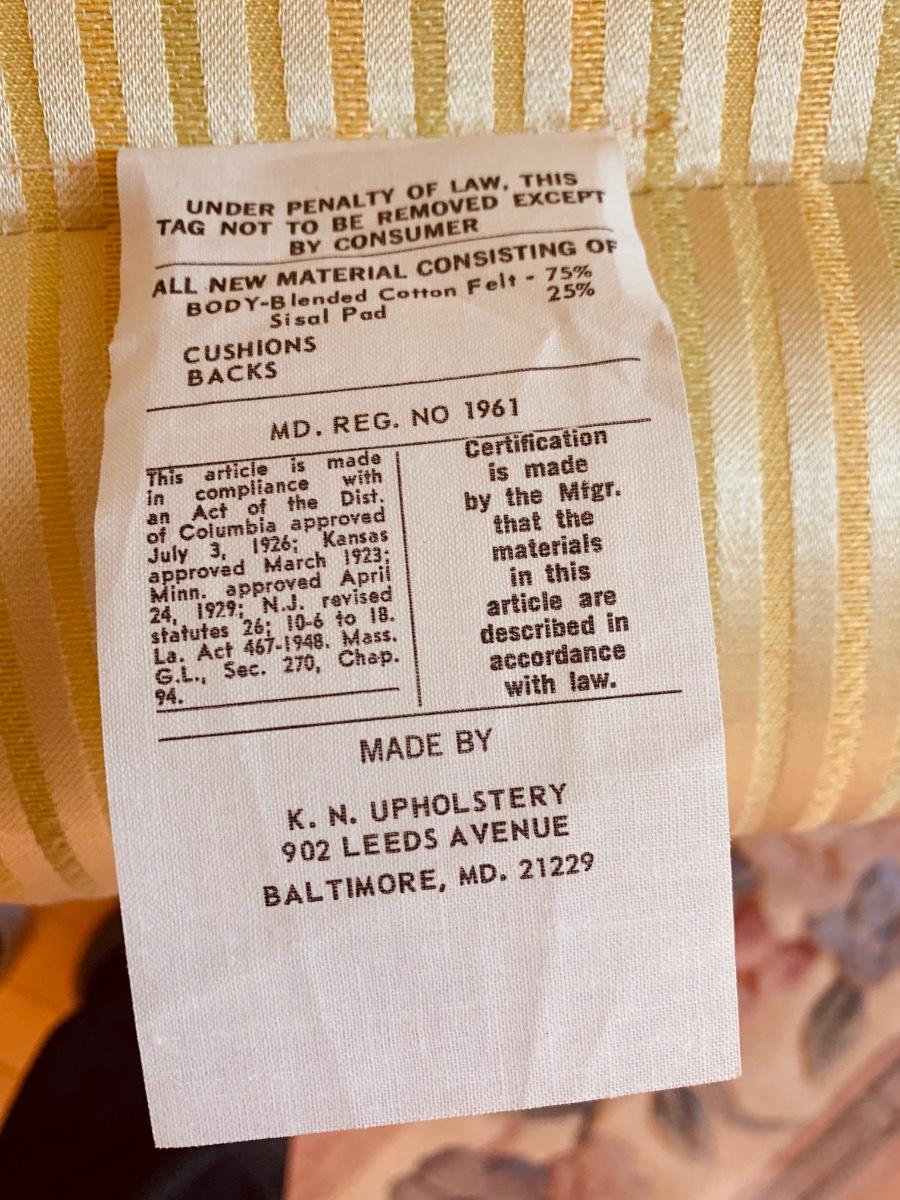 UNDER PENALTY OF LAW, THIS
TAG NOT TO BE REMOVED EXCEPT
BY CONSUMER
ALL NEW MATERIAL CONSISTING OF
BODY-Blended Cotton Felt - 75%
Sisal Pad 25%
CUSHIONS
BACKS
MD. REG. NO 1961
This article is made
in compliance with
an Act of the Dist.
of Columbia approved
July 3, 1926; Kansas
approved March 1923;
Minn. approved April
24, 1929; N.J. revised
statutes 26; 10-6 to 18.
La. Act 467-1948. Mass.
G.L., Sec. 270, Chap.
94.
Certification
is made
by the Mfgr.
that the
materials
in this
article are
described in
accordance
with law.
MADE BY
K. N. UPHOLSTERY
902 LEEDS AVENUE
BALTIMORE, MD. 21229